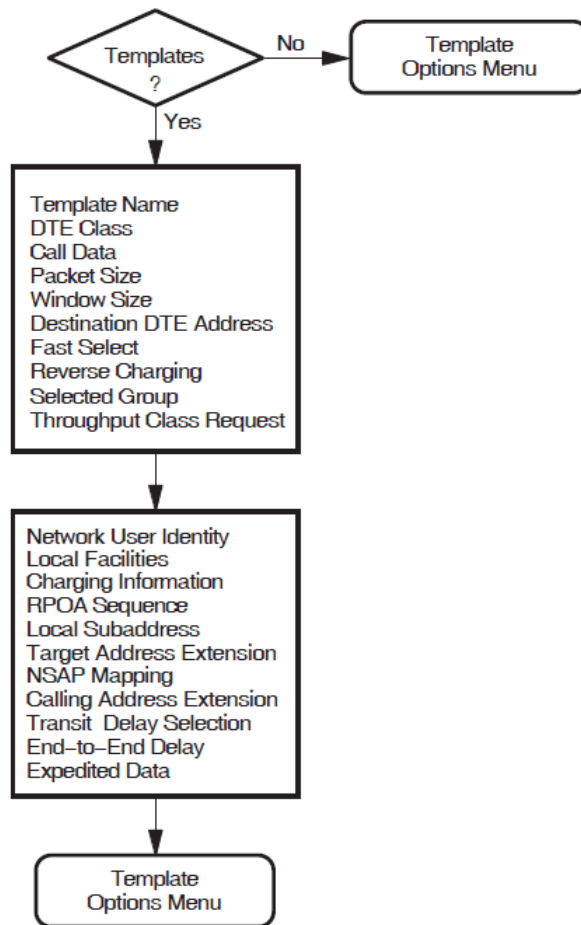 Templates
?
No
Template
Options Menu
Yes
Template Name
DTE Class
Call Data
Packet Size
Window Size
Destination DTE Address
Fast Select
Reverse Charging
Selected Group
Throughput Class Request
Network User Identity
Local Facilities
Charging Information
RPOA Sequence
Local Subaddress
Target Address Extension
NSAP Mapping
Calling Address Extension
Transit Delay Selection
End–to–End Delay
Expedited Data
Template
Options Menu